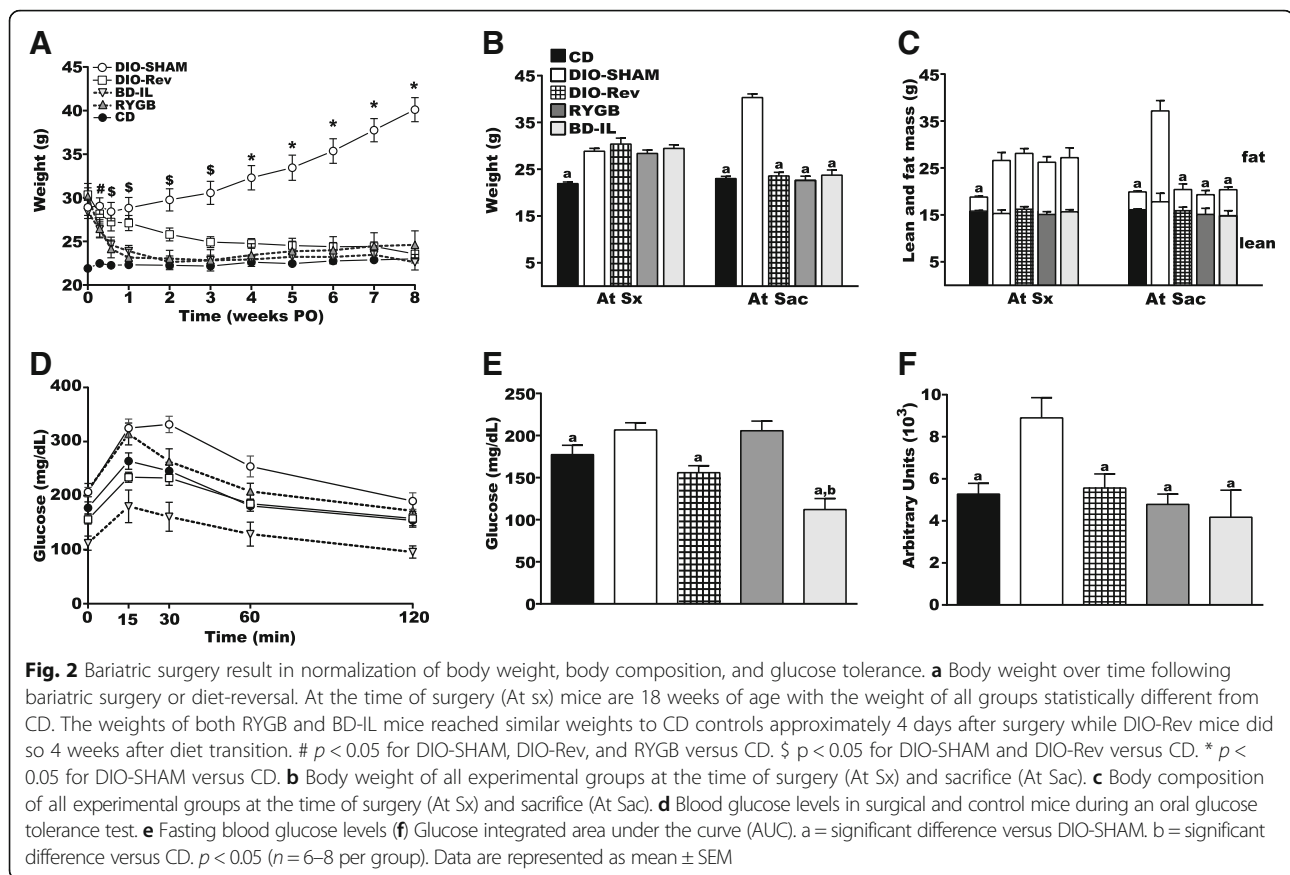 A
DIO-SHAM
DIO-Rev
BD-IL
RYGB
CD
Weight (g)
45
40
35
30
25
20
# $ $ $ $ * * * * *
0 1 2 3 4 5 6 7 8
Time (weeks PO)
B
CD
DIO-SHAM
DIO-Rev
RYGB
BD-IL
Weight (g)
45
35
25
15
5
a a a a a
At Sx At Sac
C
Lean and fat mass (g)
45
35
25
15
5
a a a a a
fat
lean
At Sx At Sac
D
Glucose (mg/dL)
400
300
200
100
0
0 15 30 60 120
Time (min)
E
Glucose (mg/dL)
250
200
150
100
50
0
a a a,b
F
Arbitrary Units (10³)
10
8
6
4
2
0
a a a a
Fig. 2 Bariatric surgery result in normalization of body weight, body composition, and glucose tolerance. a Body weight over time following
bariatric surgery or diet-reversal. At the time of surgery (At sx) mice are 18 weeks of age with the weight of all groups statistically different from
CD. The weights of both RYGB and BD-IL mice reached similar weights to CD controls approximately 4 days after surgery while DIO-Rev mice did
so 4 weeks after diet transition. # p < 0.05 for DIO-SHAM, DIO-Rev, and RYGB versus CD. $ p < 0.05 for DIO-SHAM and DIO-Rev versus CD. * p <
0.05 for DIO-SHAM versus CD. b Body weight of all experimental groups at the time of surgery (At Sx) and sacrifice (At Sac). c Body composition
of all experimental groups at the time of surgery (At Sx) and sacrifice (At Sac). d Blood glucose levels in surgical and control mice during an oral glucose
tolerance test. e Fasting blood glucose levels (f) Glucose integrated area under the curve (AUC). a = significant difference versus DIO-SHAM. b = significant
difference versus CD. p < 0.05 (n = 6–8 per group). Data are represented as mean ± SEM